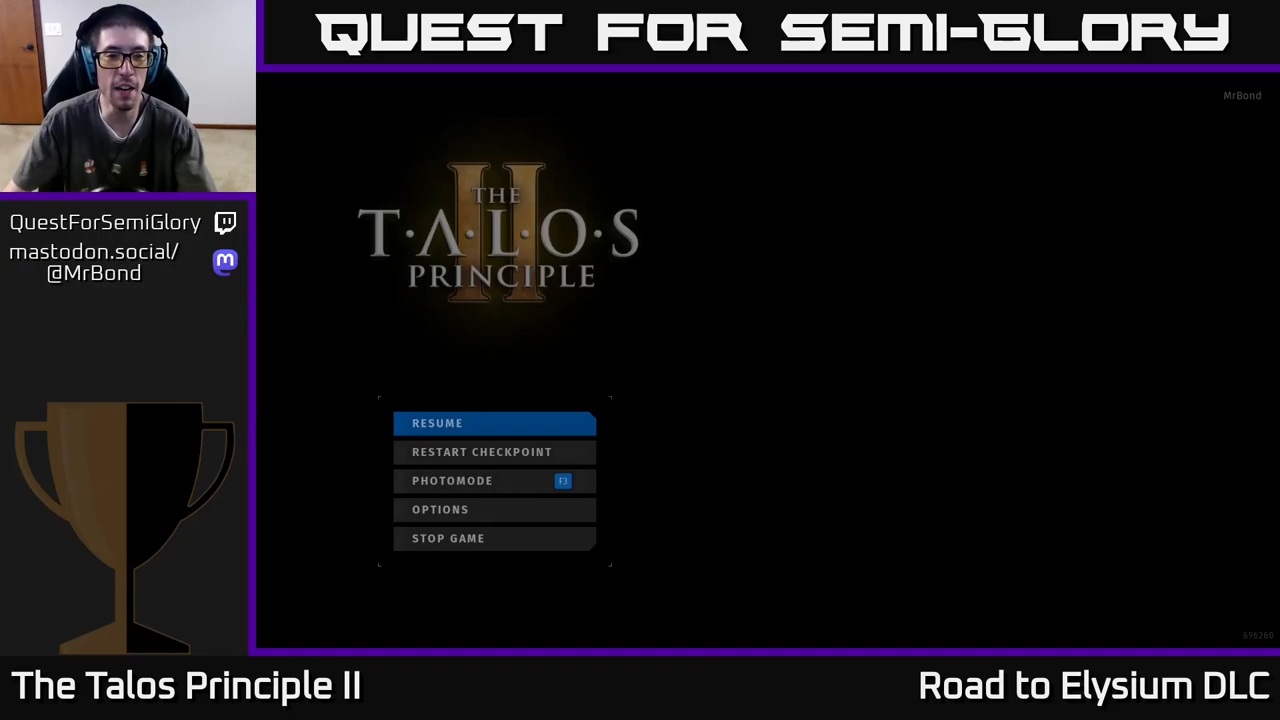 QUEST FOR SEMI-GLORY
QuestForSemiGlory
mastodon.social/
@MrBond
MrBond
II
THE
T·A·L·O·S
PRINCIPLE
RESUME
RESTART CHECKPOINT
PHOTOMODE F3
OPTIONS
STOP GAME
696260
The Talos Principle II
Road to Elysium DLC